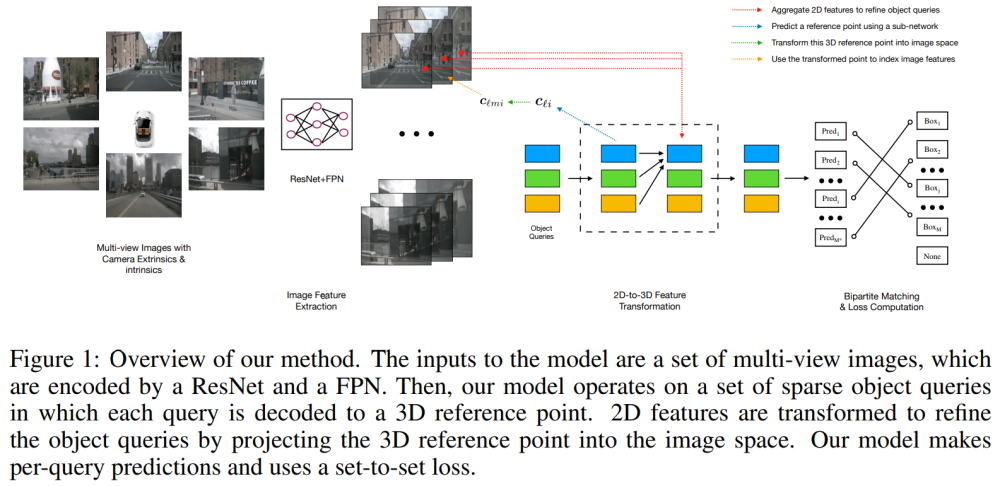 Aggregate 2D features to refine object queries
Predict a reference point using a sub-network
Transform this 3D reference point into image space
Use the transformed point to index image features
COFFEE
c_{ℓmi}
c_{ℓi}
ResNet+FPN
Object
Queries
Pred_1
Pred_2
Pred_i
Pred_{M*}
Box_1
Box_2
Box_j
Box_M
None
Multi-view Images with
Camera Extrinsics &
intrinsics
Image Feature
Extraction
2D-to-3D Feature
Transformation
Bipartite Matching
& Loss Computation
Figure 1: Overview of our method. The inputs to the model are a set of multi-view images, which
are encoded by a ResNet and a FPN. Then, our model operates on a set of sparse object queries
in which each query is decoded to a 3D reference point. 2D features are transformed to refine
the object queries by projecting the 3D reference point into the image space. Our model makes
per-query predictions and uses a set-to-set loss.